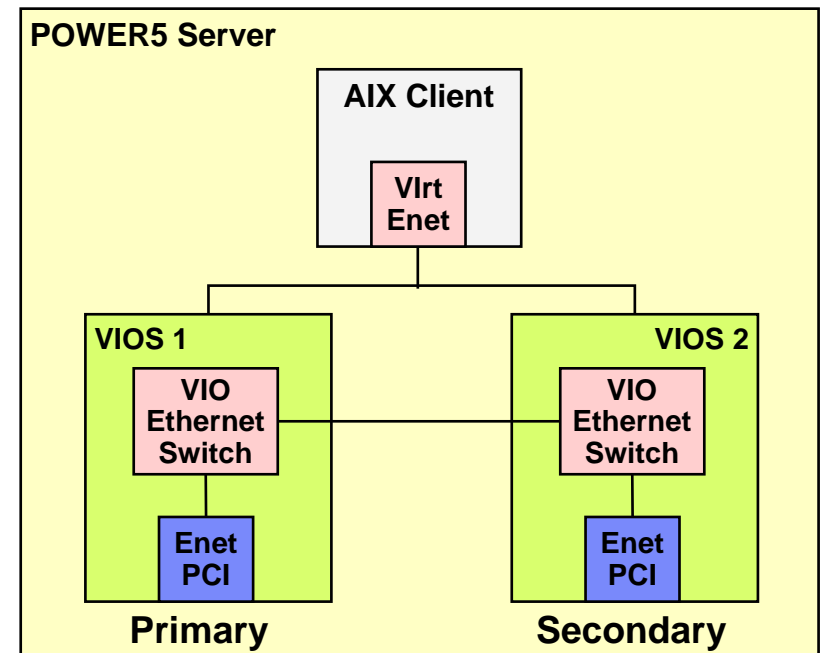 POWER5 Server
AIX Client
VIrt
Enet
VIOS 1
VIOS 2
VIO
Ethernet
Switch
VIO
Ethernet
Switch
Enet
PCI
Enet
PCI
Primary
Secondary